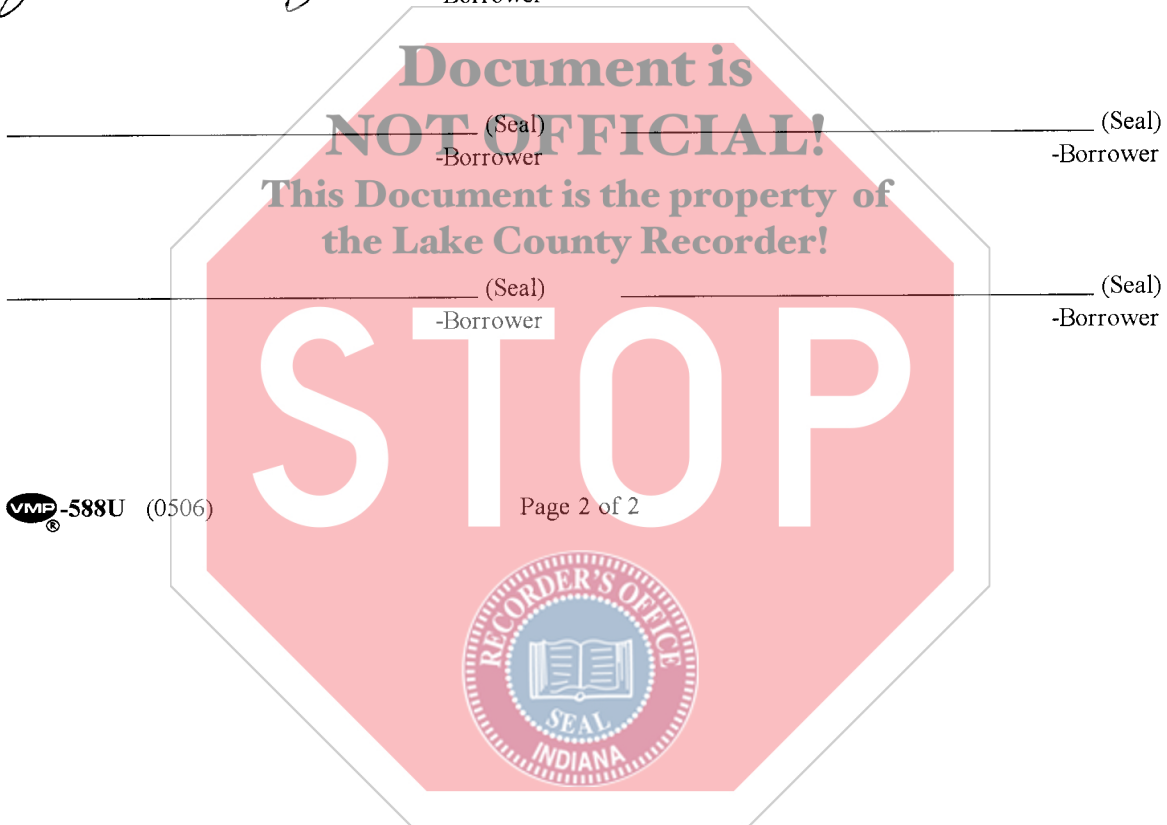 -Borrower
Document is
NOT OFFICIAL!
(Seal) (Seal)
-Borrower -Borrower
This Document is the property of
the Lake County Recorder!
(Seal) (Seal)
-Borrower -Borrower
STOP
VMP®-588U (0506) Page 2 of 2
RECORDER'S OFFICE
SEAL
INDIANA